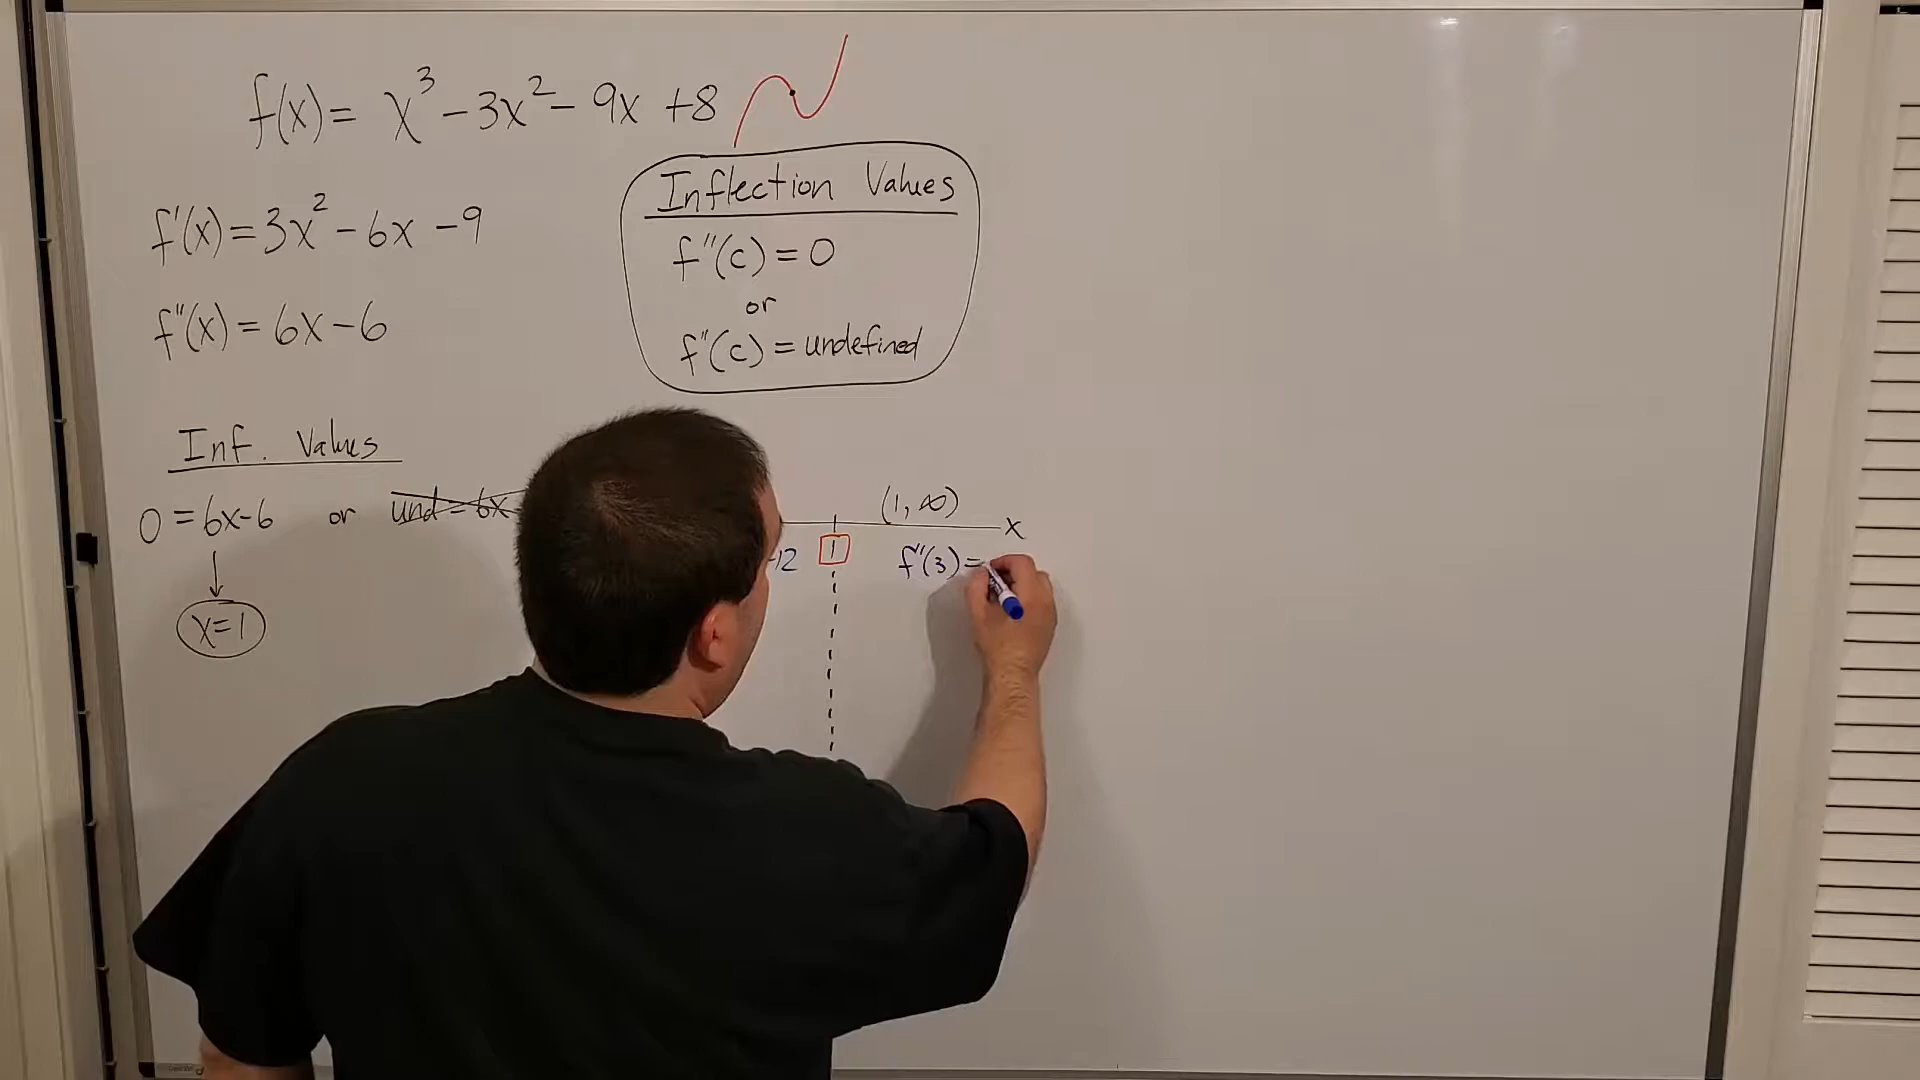 f(x) = x³ - 3x² - 9x + 8
Inflection Values
f''(c) = 0
or
f''(c) = undefined
f'(x) = 3x² - 6x - 9
f''(x) = 6x - 6
Inf. Values
0 = 6x - 6 or und = 6x
x = 1
(1, ∞)
x
-12 1 f''(3) =